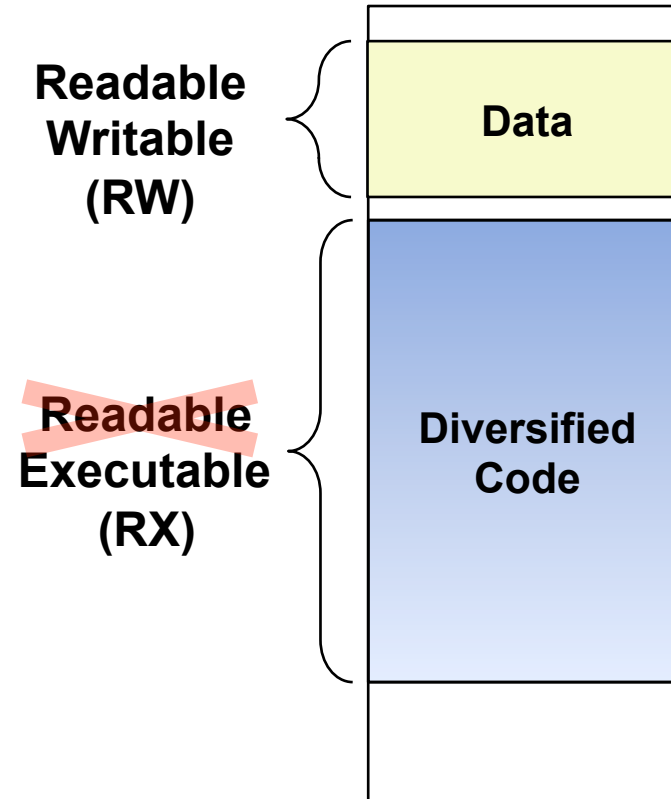 Readable
Writable
(RW)
Data
Readable
Executable
(RX)
Diversified
Code